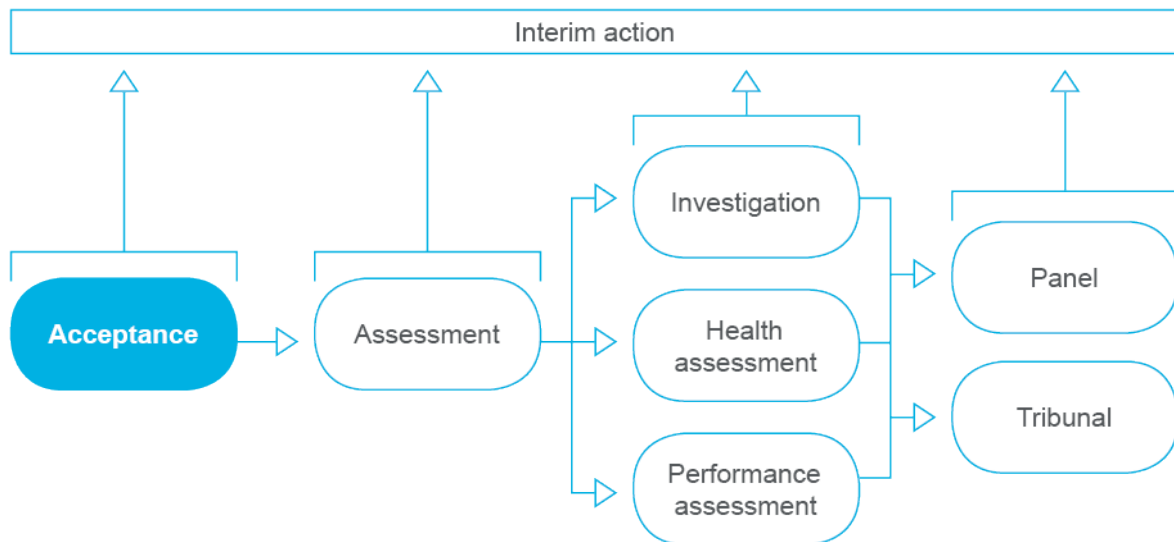 Interim action
Acceptance
Assessment
Investigation
Health
assessment
Performance
assessment
Panel
Tribunal